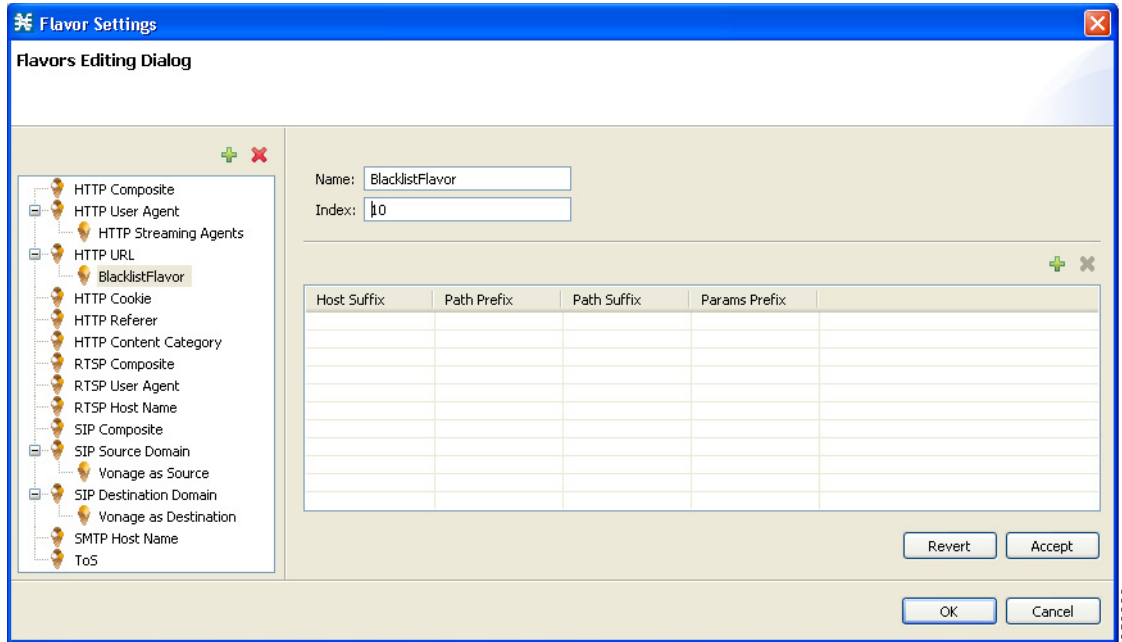 Flavor Settings
Flavors Editing Dialog
HTTP Composite
HTTP User Agent
HTTP Streaming Agents
HTTP URL
BlacklistFlavor
HTTP Cookie
HTTP Referer
HTTP Content Category
RTSP Composite
RTSP User Agent
RTSP Host Name
SIP Composite
SIP Source Domain
Vonage as Source
SIP Destination Domain
Vonage as Destination
SMTP Host Name
ToS
Name: BlacklistFlavor
Index: 10
Host Suffix Path Prefix Path Suffix Params Prefix
Revert Accept
OK Cancel